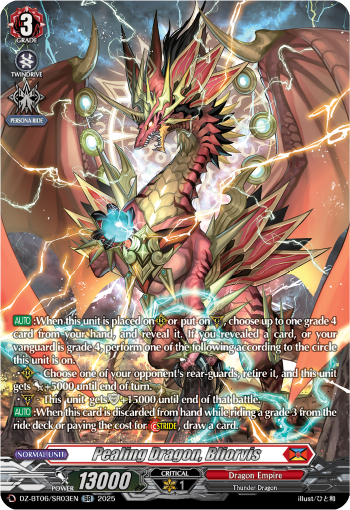 3
GRADE
TWINDRIVE
PERSONA RIDE
AUTO:When this unit is placed on or put on , choose up to one grade 4
card from your hand, and reveal it. If you revealed a card, or your
vanguard is grade 4, perform one of the following according to the circle
this unit is on.
・ Choose one of your opponent's rear-guards, retire it, and this unit
gets +5000 until end of turn.
・ This unit gets +15000 until end of that battle.
AUTO:When this card is discarded from hand while riding a grade 3 from the
ride deck or paying the cost for STRIDE, draw a card.
NORMAL UNIT
Pealing Dragon, Bliorvis
POWER 13000
CRITICAL
1
Dragon Empire
Thunder Dragon
DZ-BT06/SR03EN SR 2025
illust/ひと和